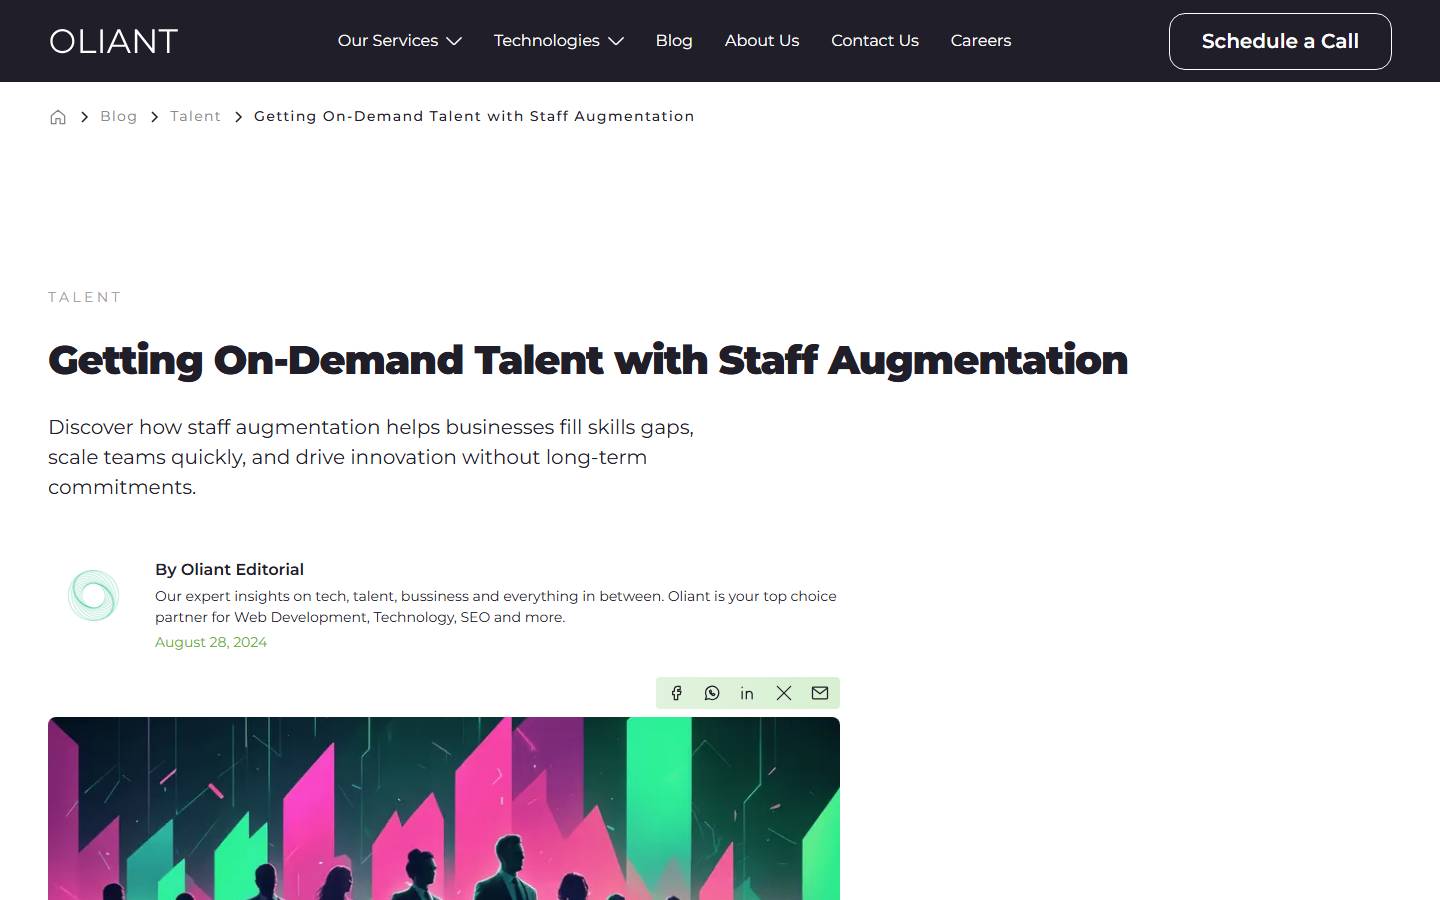 OLIANT
Our Services
Technologies
Blog
About Us
Contact Us
Careers
Schedule a Call
Blog
Talent
Getting On-Demand Talent with Staff Augmentation
TALENT
Getting On-Demand Talent with Staff Augmentation
Discover how staff augmentation helps businesses fill skills gaps,
scale teams quickly, and drive innovation without long-term
commitments.
By Oliant Editorial
Our expert insights on tech, talent, bussiness and everything in between. Oliant is your top choice
partner for Web Development, Technology, SEO and more.
August 28, 2024